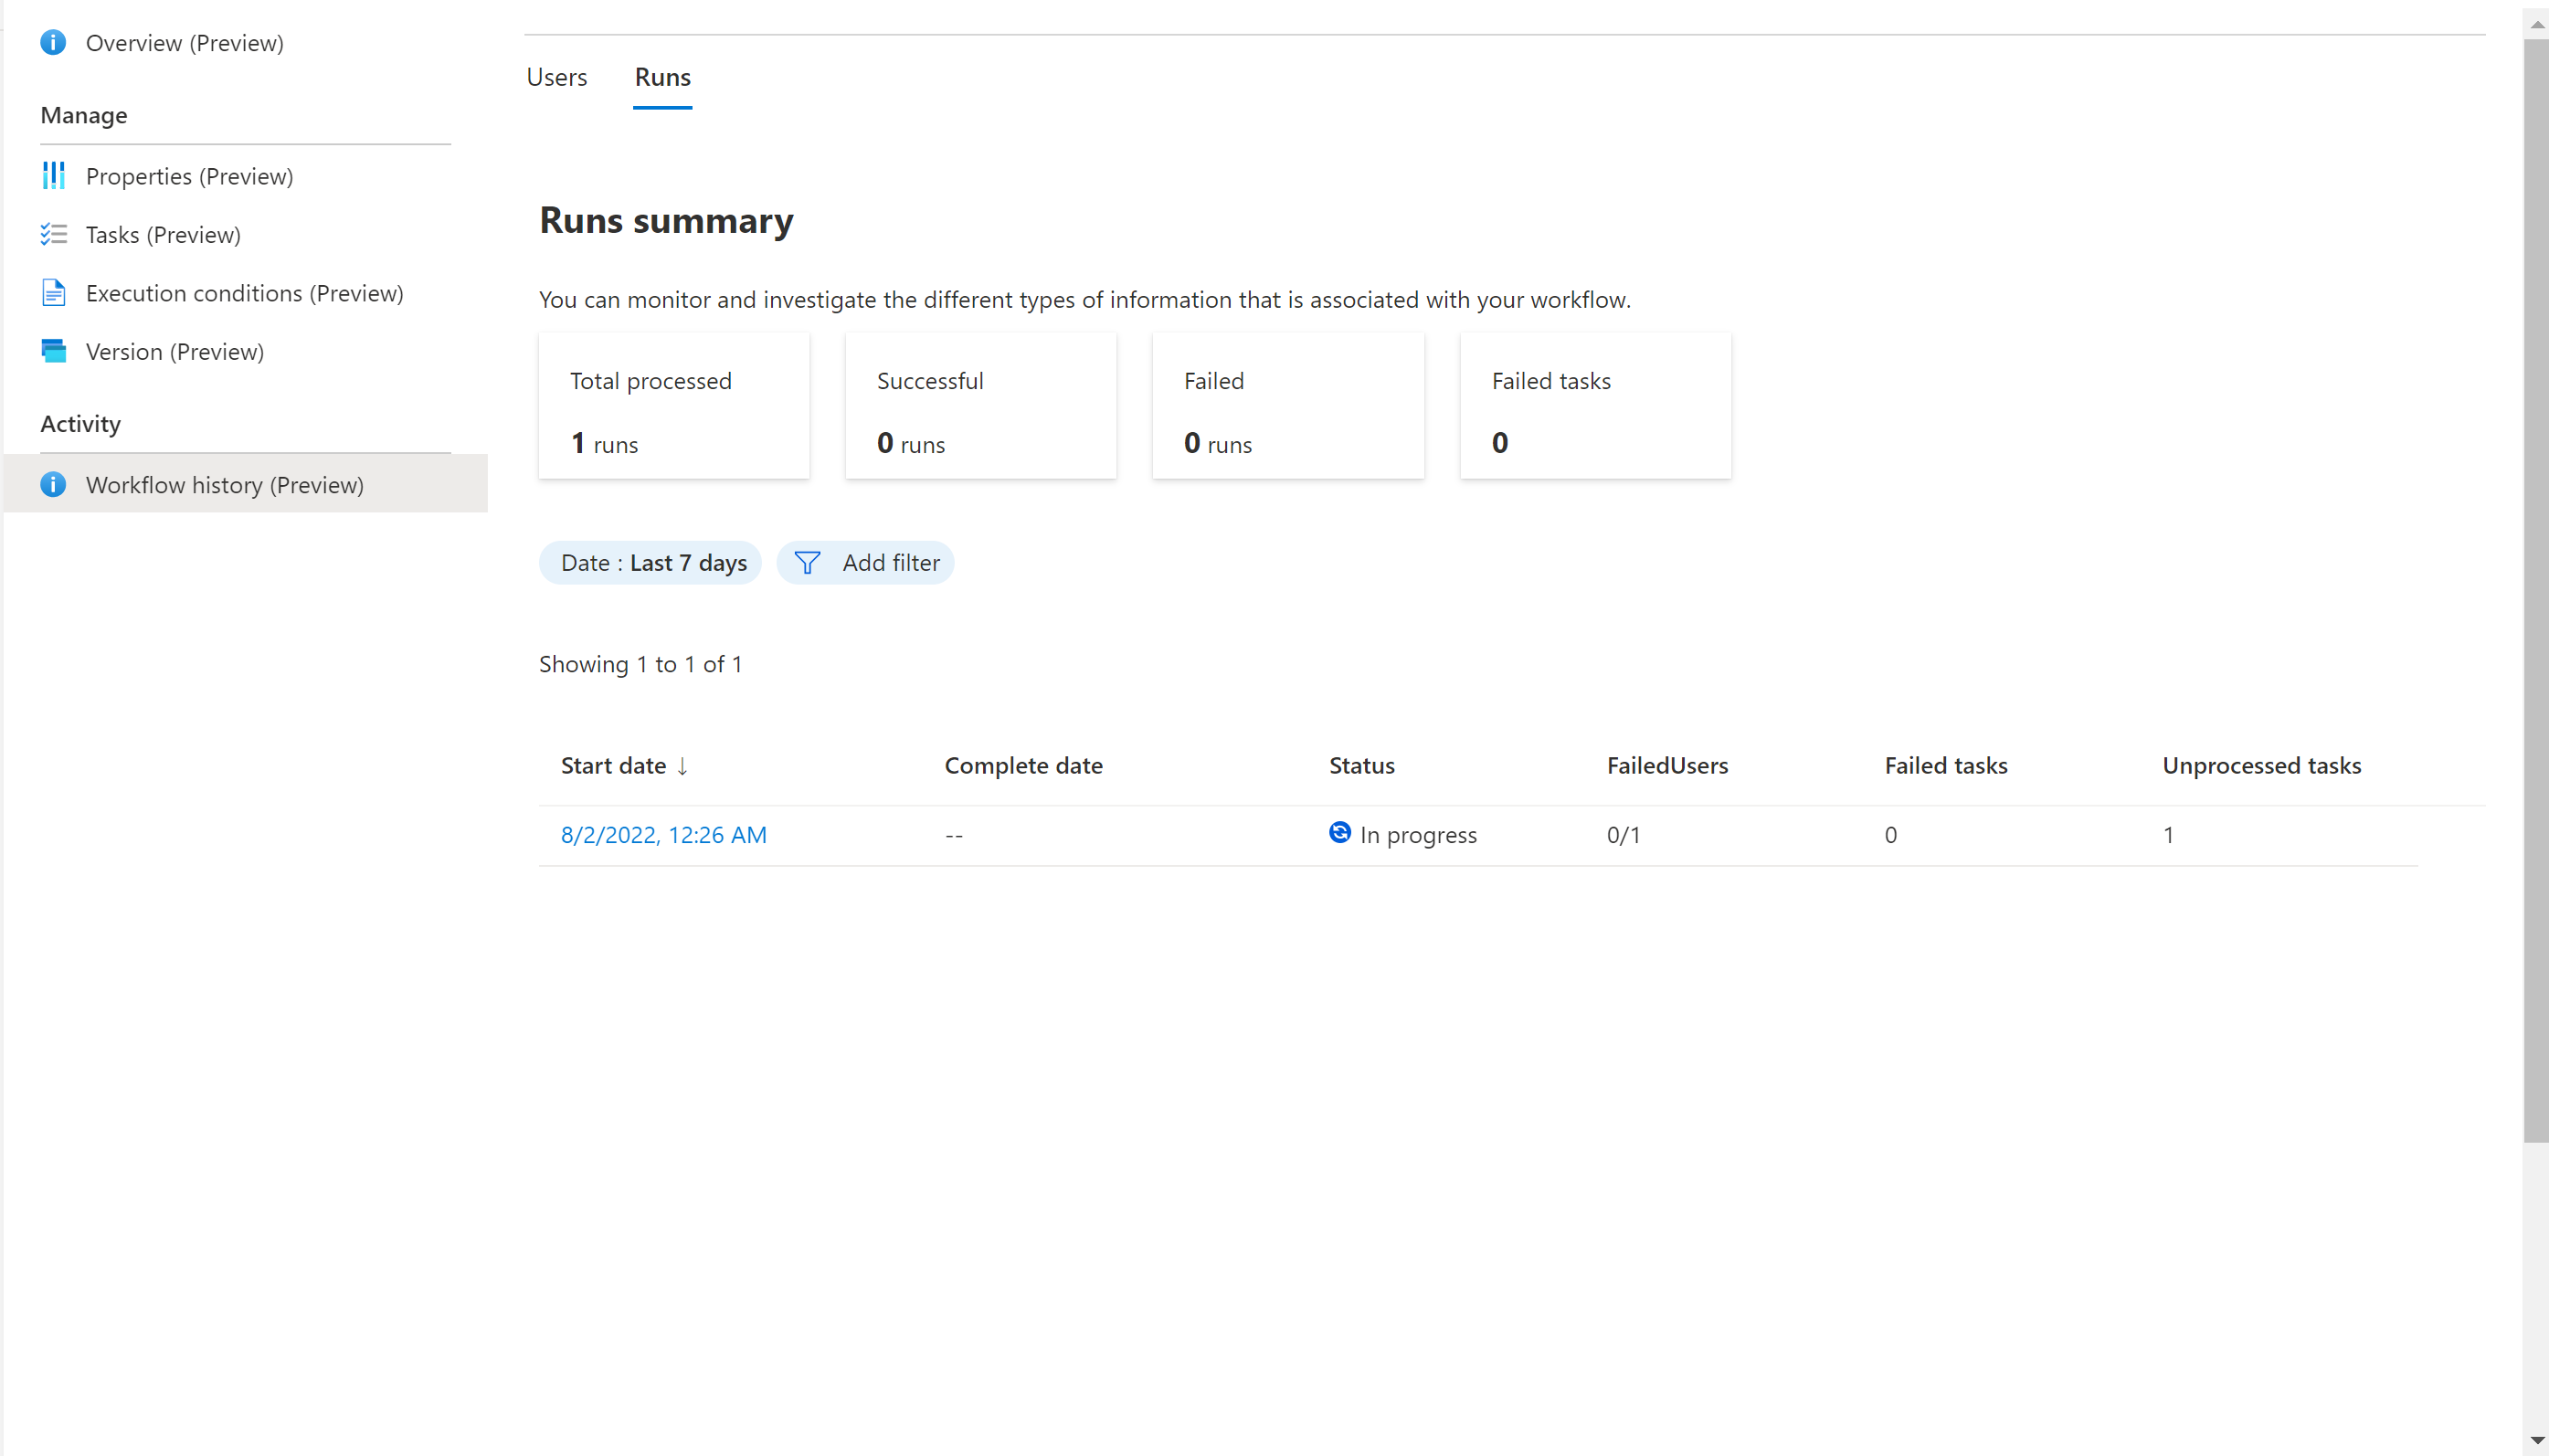 Overview (Preview)
Manage
Properties (Preview)
Tasks (Preview)
Execution conditions (Preview)
Version (Preview)
Activity
Workflow history (Preview)
Users Runs
Runs summary
You can monitor and investigate the different types of information that is associated with your workflow.
Total processed Successful Failed Failed tasks
1 runs 0 runs 0 runs 0
Date : Last 7 days Add filter
Showing 1 to 1 of 1
Start date ↓ Complete date Status FailedUsers Failed tasks Unprocessed tasks
8/2/2022, 12:26 AM -- In progress 0/1 0 1